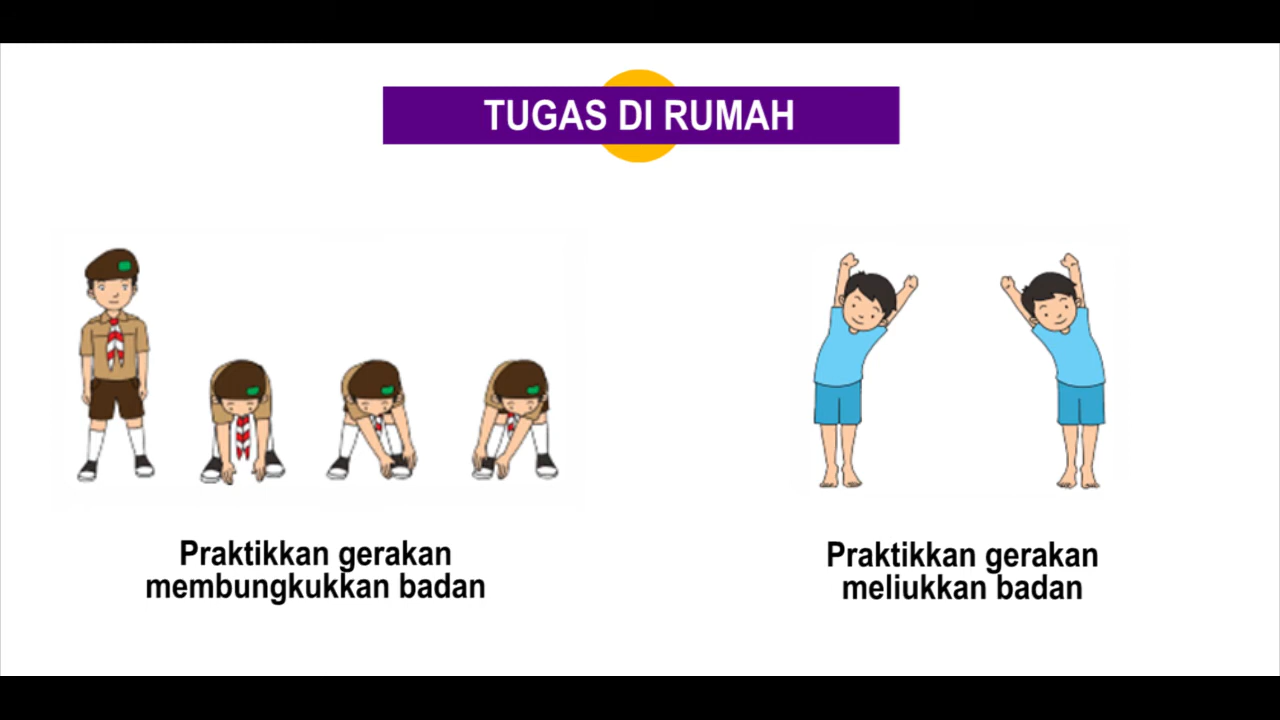 TUGAS DI RUMAH
Praktikkan gerakan
membungkukkan badan
Praktikkan gerakan
meliukkan badan